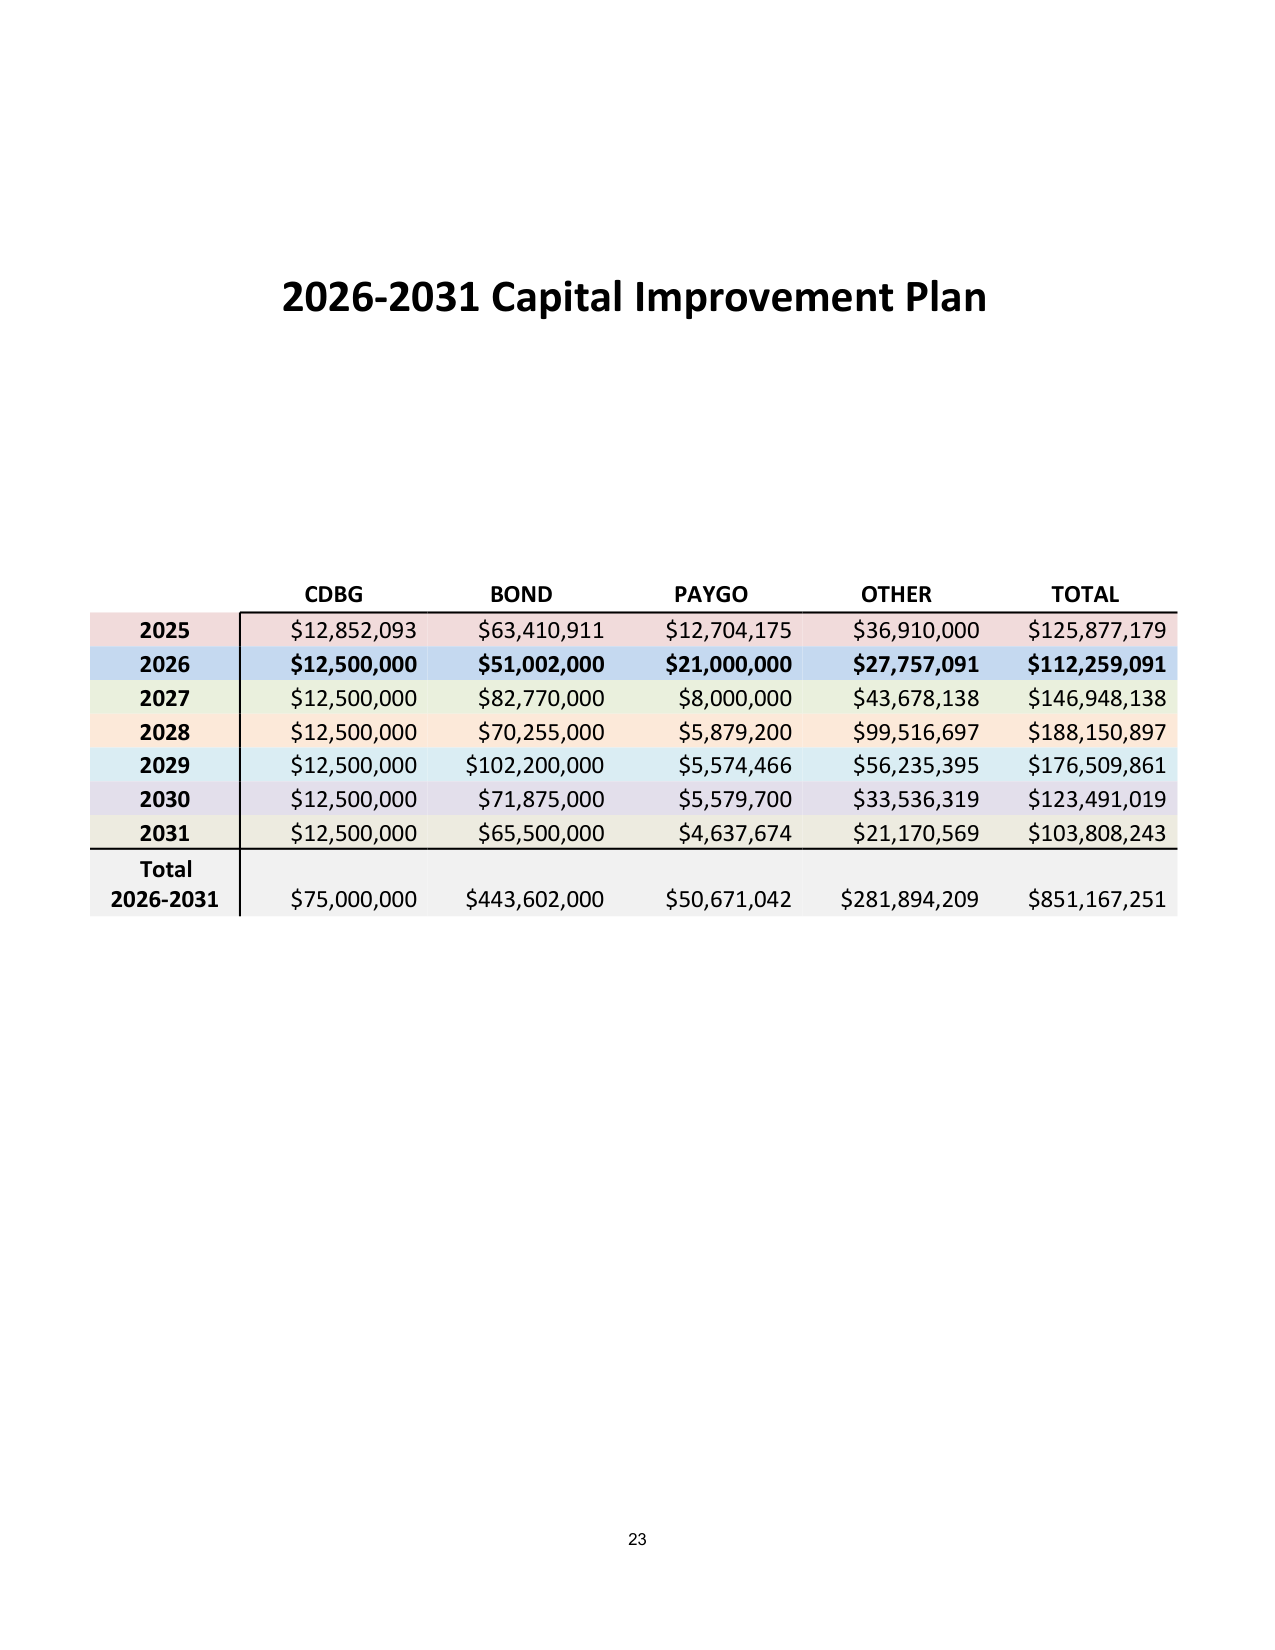 2026-2031 Capital Improvement Plan
CDBG BOND PAYGO OTHER TOTAL
2025 $12,852,093 $63,410,911 $12,704,175 $36,910,000 $125,877,179
2026 $12,500,000 $51,002,000 $21,000,000 $27,757,091 $112,259,091
2027 $12,500,000 $82,770,000 $8,000,000 $43,678,138 $146,948,138
2028 $12,500,000 $70,255,000 $5,879,200 $99,516,697 $188,150,897
2029 $12,500,000 $102,200,000 $5,574,466 $56,235,395 $176,509,861
2030 $12,500,000 $71,875,000 $5,579,700 $33,536,319 $123,491,019
2031 $12,500,000 $65,500,000 $4,637,674 $21,170,569 $103,808,243
Total
2026-2031 $75,000,000 $443,602,000 $50,671,042 $281,894,209 $851,167,251
23